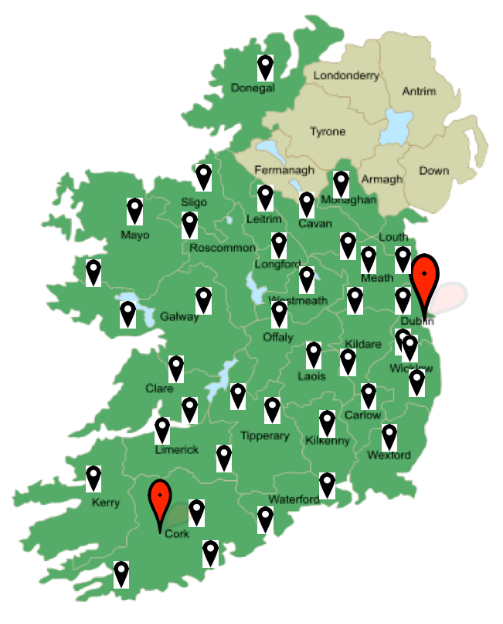 Londonderry
Donegal
Antrim
Tyrone
Fermanagh
Down
Armagh
Monaghan
Sligo
Leitrim
Cavan
Mayo
Louth
Roscommon
Longford
Meath
Westmeath
Galway
Dublin
Offaly
Kildare
Wicklow
Laois
Clare
Carlow
Tipperary
Kilkenny
Limerick
Wexford
Waterford
Kerry
Cork